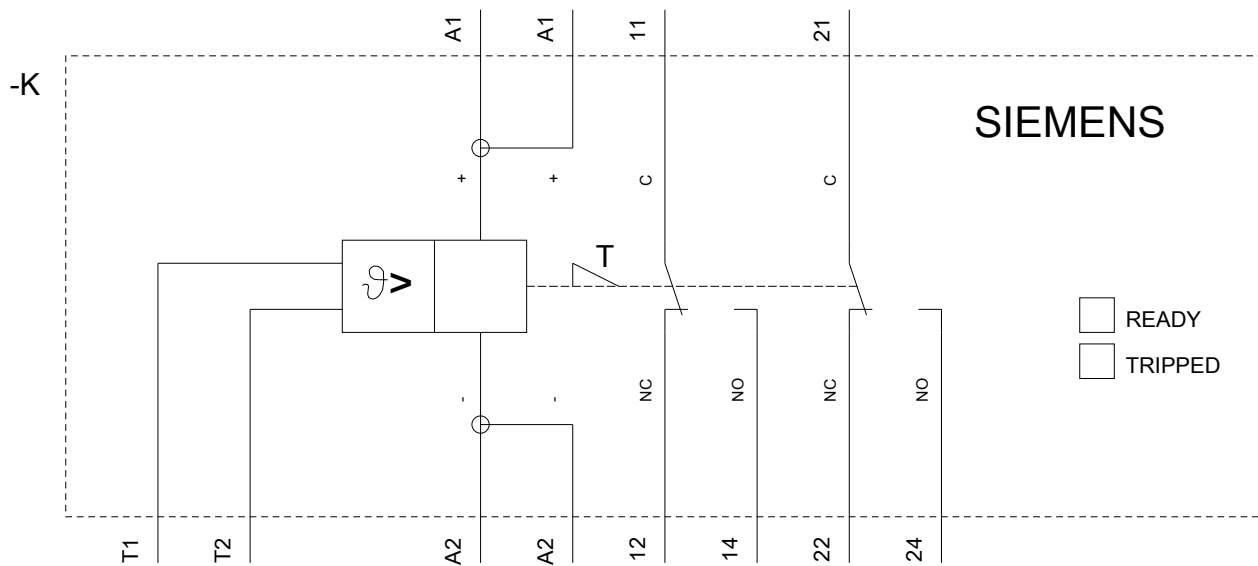 A1
A1
11
21
-K
SIEMENS
+
+
C
C
ϑ>
T
READY
TRIPPED
-
-
NC
NO
NC
NO
T1
T2
A2
A2
12
14
22
24